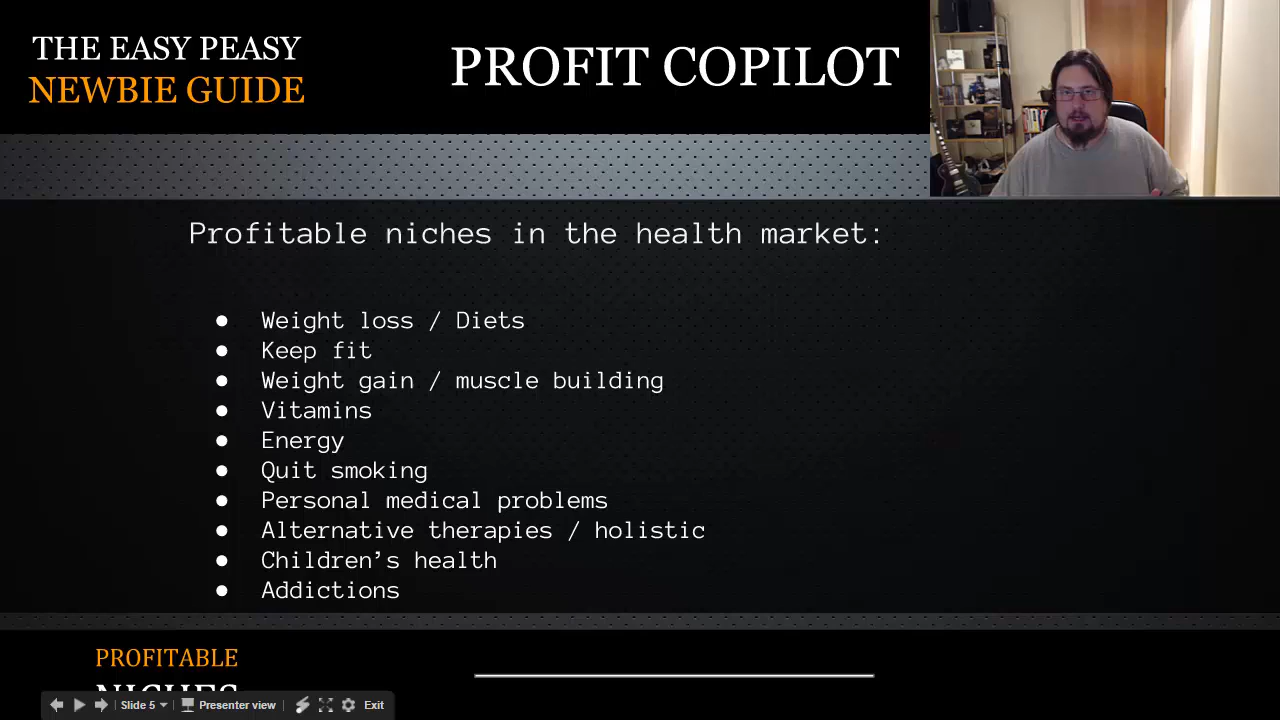 THE EASY PEASY
NEWBIE GUIDE
PROFIT COPILOT
Profitable niches in the health market:
● Weight loss / Diets
● Keep fit
● Weight gain / muscle building
● Vitamins
● Energy
● Quit smoking
● Personal medical problems
● Alternative therapies / holistic
● Children’s health
● Addictions
PROFITABLE
NICHES
Slide 5
Presenter view
Exit